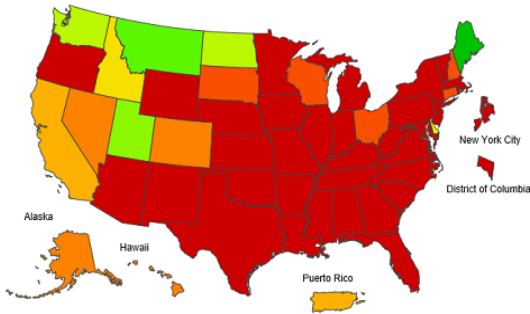 New York City
District of Columbia
Alaska
Hawaii
Puerto Rico